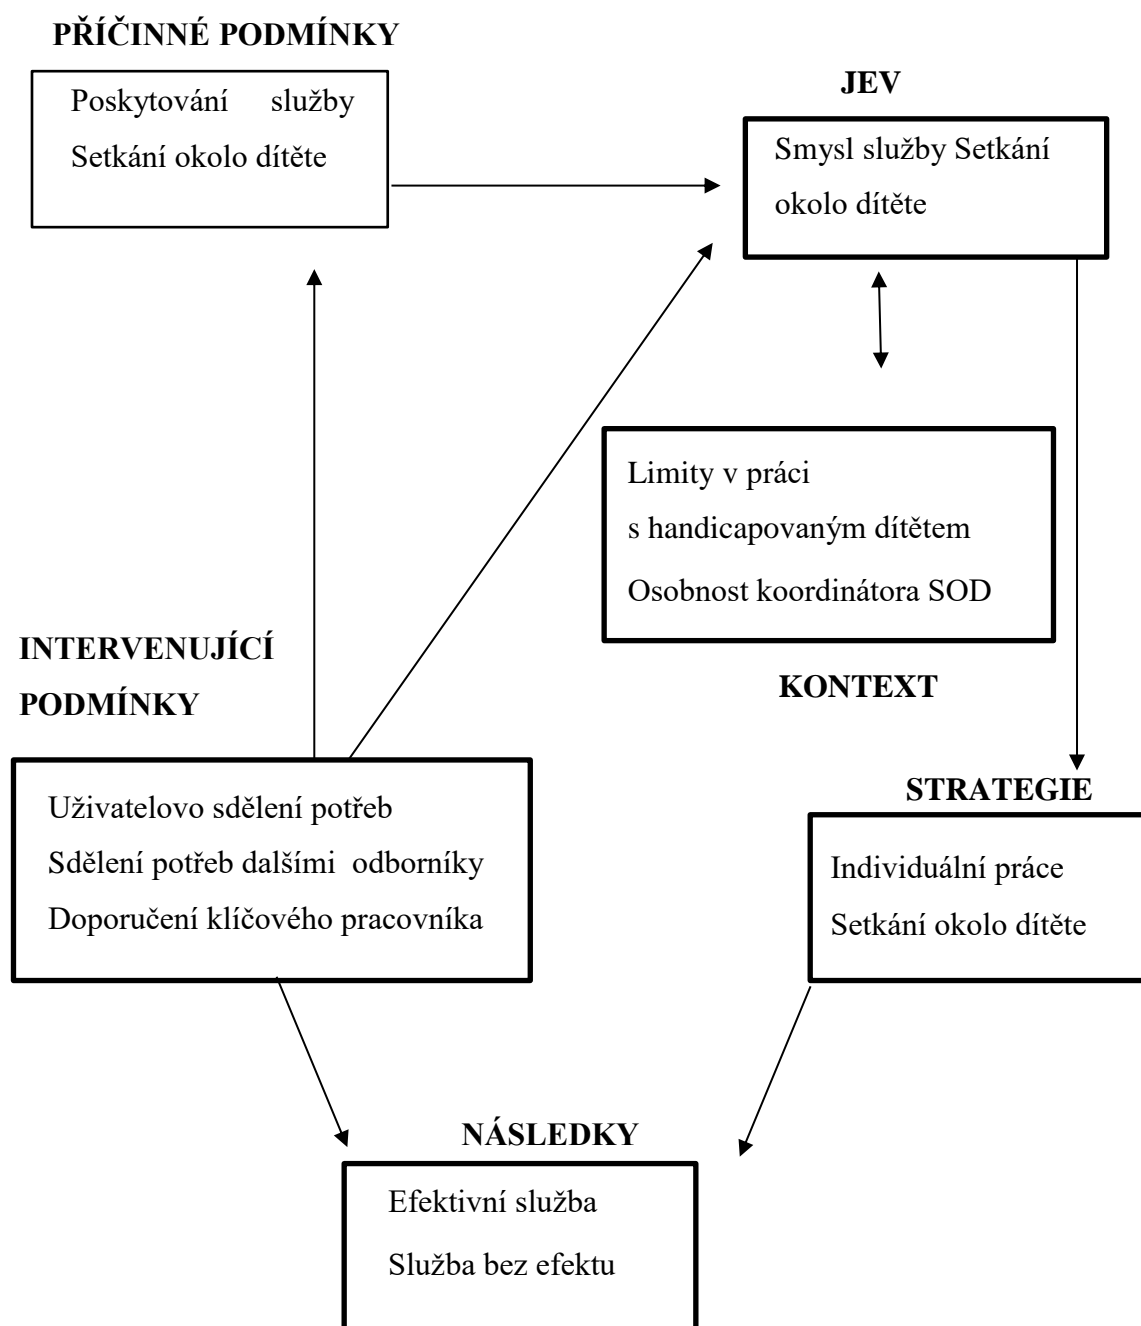 PŘÍČINNÉ PODMÍNKY
Poskytování služby
Setkání okolo dítěte
JEV
Smysl služby Setkání
okolo dítěte
Limity v práci
s handicapovaným dítětem
Osobnost koordinátora SOD
KONTEXT
INTERVENUJÍCÍ
PODMÍNKY
Uživatelovo sdělení potřeb
Sdělení potřeb dalšími odborníky
Doporučení klíčového pracovníka
STRATEGIE
Individuální práce
Setkání okolo dítěte
NÁSLEDKY
Efektivní služba
Služba bez efektu